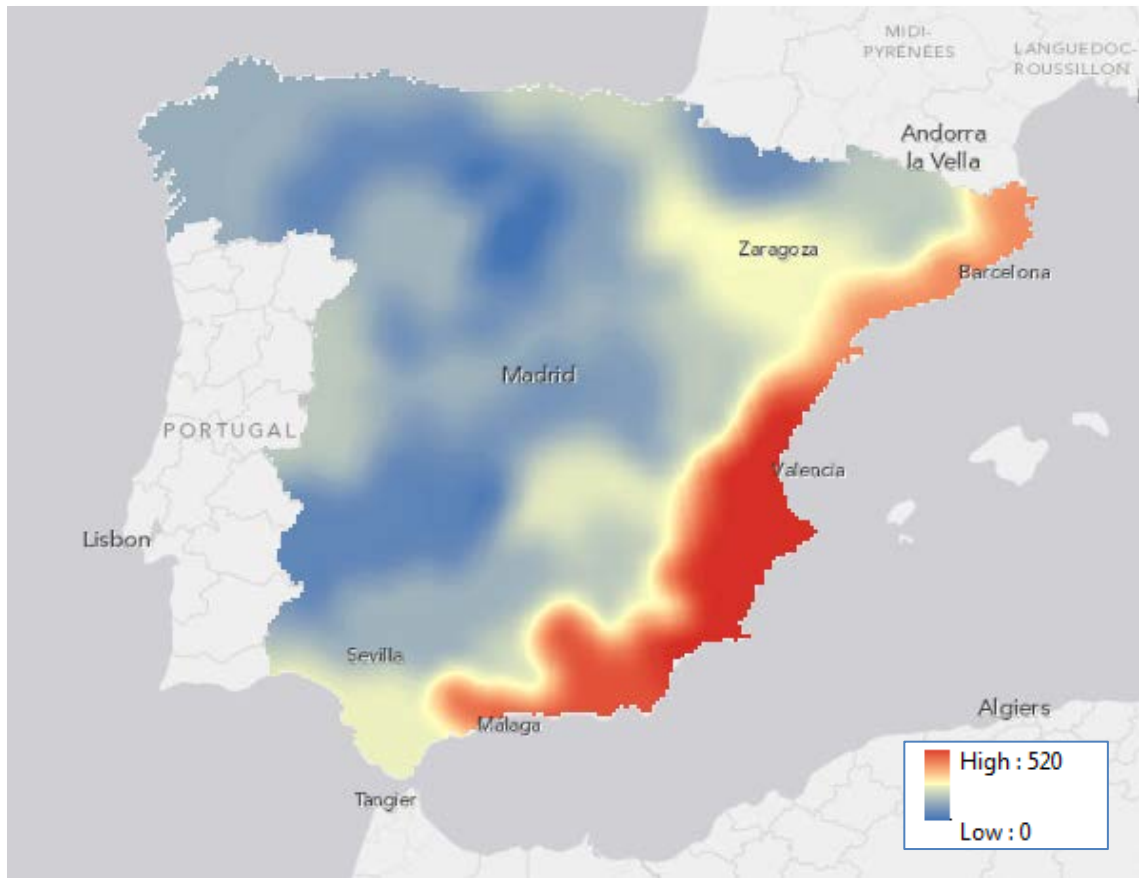 MIDI-
PYRÉNÉES
LANGUEDOC-
ROUSSILLON
Andorra
la Vella
Zaragoza
Barcelona
Madrid
PORTUGAL
Valencia
Lisbon
Sevilla
Málaga
Algiers
Tangier
High : 520
Low : 0